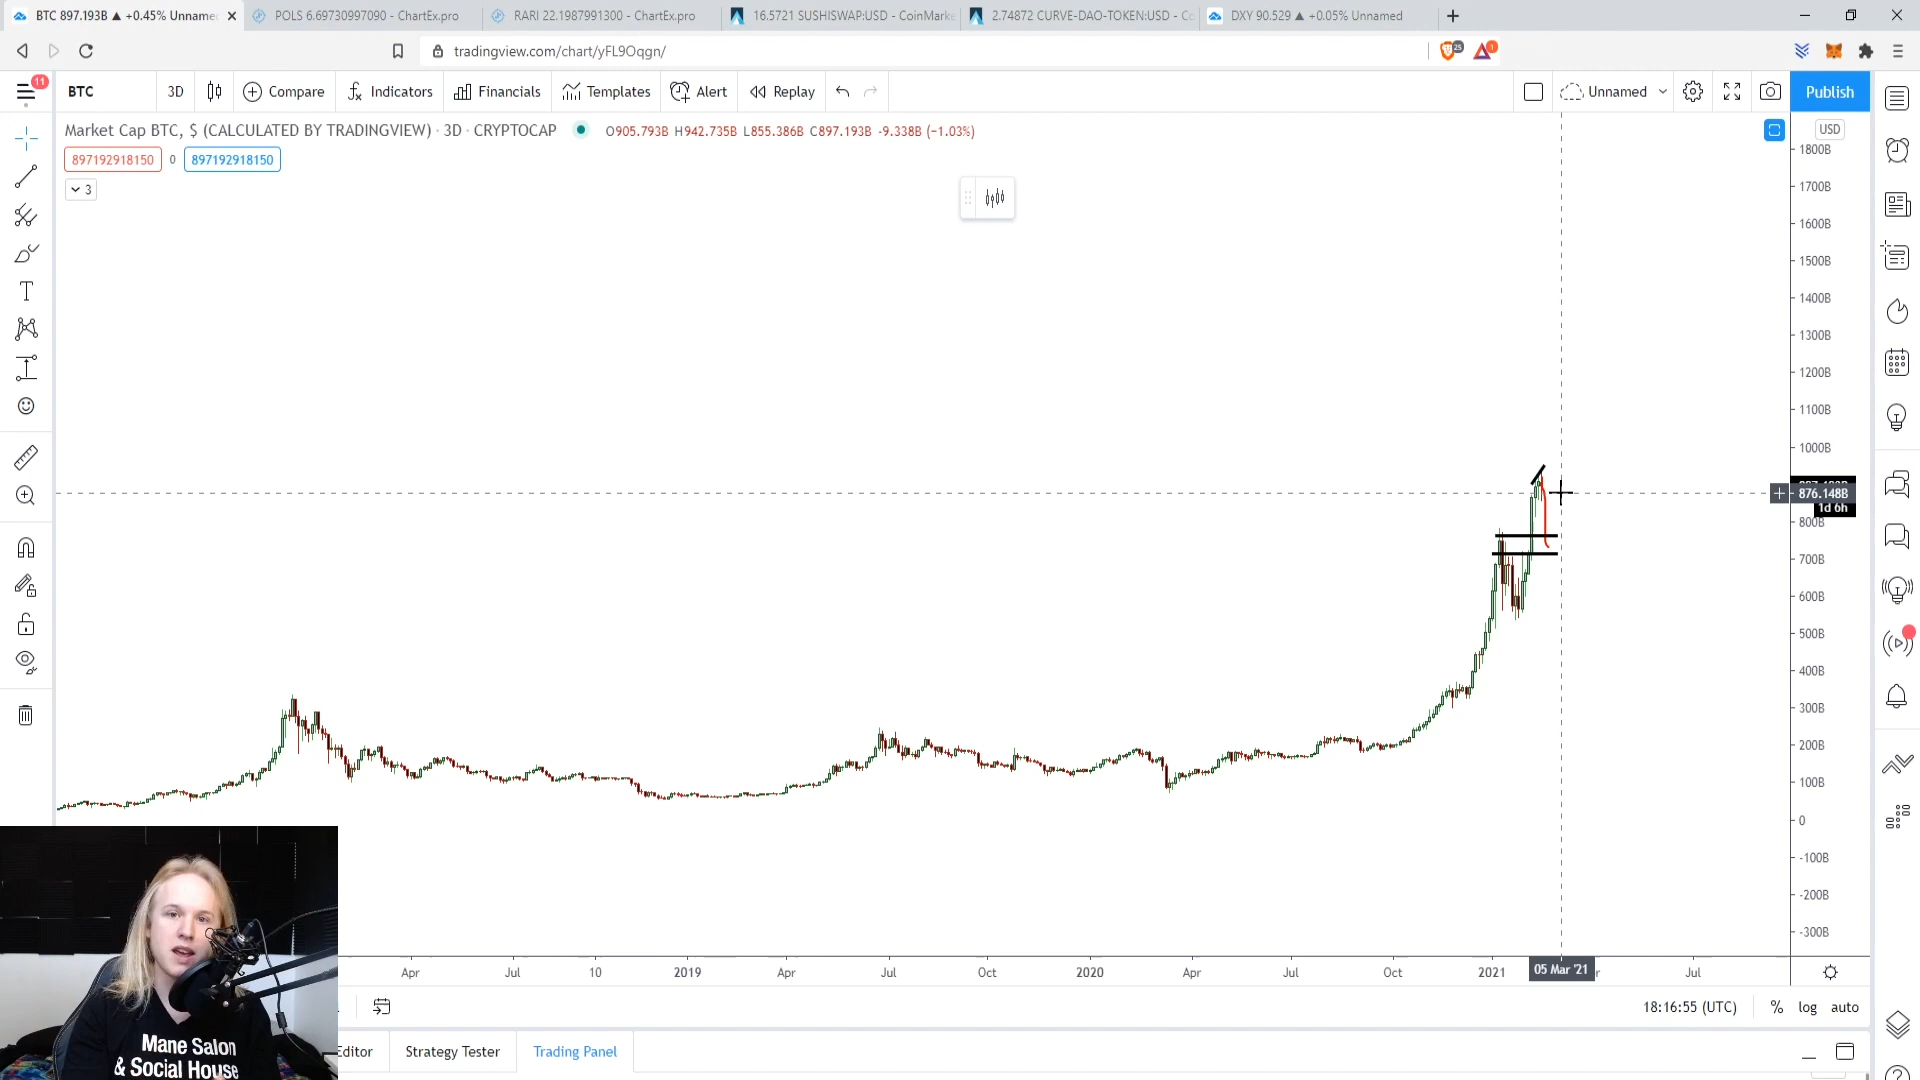 BTC 897.193B ▲ +0.45% Unname
POLS 6.69730997090 - ChartEx.pro
RARI 22.1987991300 - ChartEx.pro
16.5721 SUSHISWAP:USD - CoinMarke
2.74872 CURVE-DAO-TOKEN:USD - Co
DXY 90.529 ▲ +0.05% Unnamed
tradingview.com/chart/yFL9Oqgn/
25
1
11
BTC
3D
Compare
Indicators
Financials
Templates
Alert
Replay
Unnamed
Publish
Market Cap BTC, $ (CALCULATED BY TRADINGVIEW) · 3D · CRYPTOCAP
O905.793B H942.735B L855.386B C897.193B -9.338B (−1.03%)
USD
897192918150 0 897192918150
3
1800B
1700B
1600B
1500B
1400B
1300B
1200B
1100B
1000B
876.148B
1d 6h
800B
700B
600B
500B
400B
300B
200B
100B
0
-100B
-200B
-300B
Apr Jul 10 2019 Apr Jul Oct 2020 Apr Jul Oct 2021 05 Mar '21 Jul
18:16:55 (UTC) % log auto
Editor Strategy Tester Trading Panel
Mane Salon
& Social House